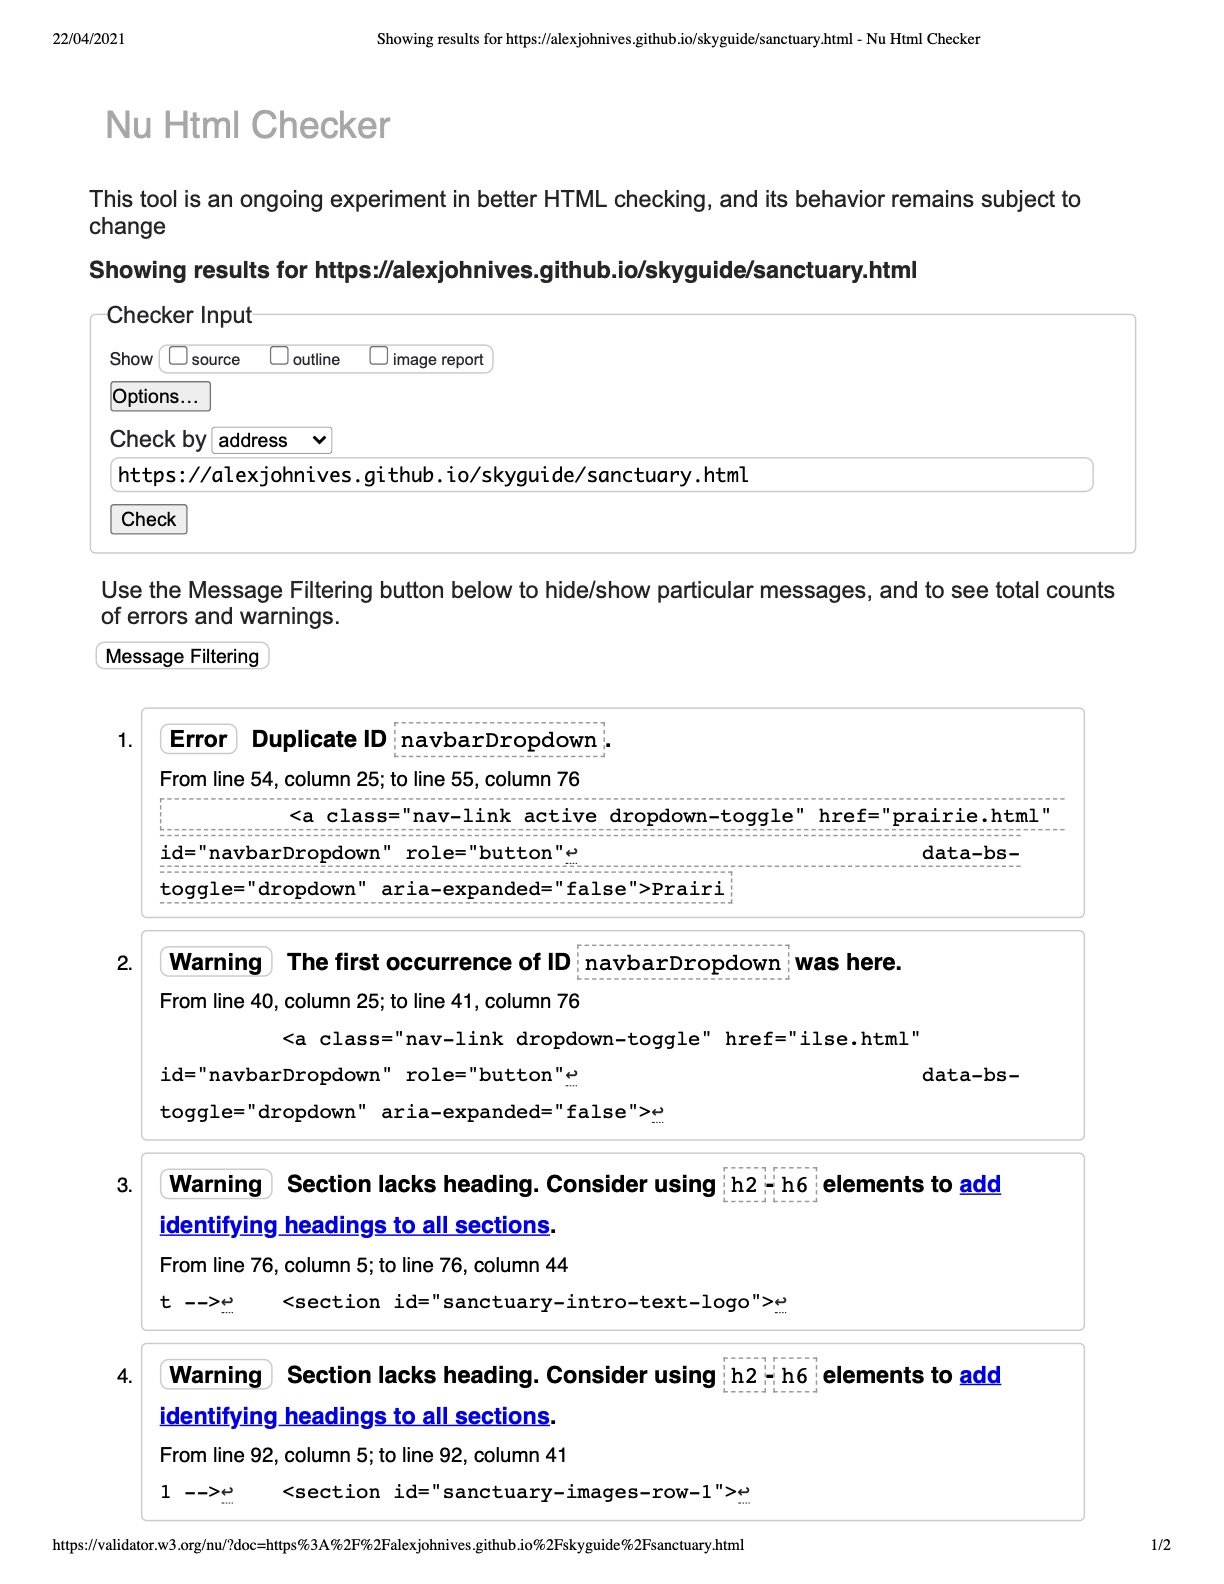 22/04/2021 Showing results for https://alexjohnives.github.io/skyguide/sanctuary.html - Nu Html Checker
Nu Html Checker
This tool is an ongoing experiment in better HTML checking, and its behavior remains subject to
change
Showing results for https://alexjohnives.github.io/skyguide/sanctuary.html
Checker Input
Show source outline image report
Options...
Check by address
https://alexjohnives.github.io/skyguide/sanctuary.html
Check
Use the Message Filtering button below to hide/show particular messages, and to see total counts
of errors and warnings.
Message Filtering
1. Error Duplicate ID navbarDropdown.
From line 54, column 25; to line 55, column 76
<a class="nav-link active dropdown-toggle" href="prairie.html"
id="navbarDropdown" role="button"↩ data-bs-
toggle="dropdown" aria-expanded="false">Prairi
2. Warning The first occurrence of ID navbarDropdown was here.
From line 40, column 25; to line 41, column 76
<a class="nav-link dropdown-toggle" href="ilse.html"
id="navbarDropdown" role="button"↩ data-bs-
toggle="dropdown" aria-expanded="false">↩
3. Warning Section lacks heading. Consider using h2-h6 elements to add
identifying headings to all sections.
From line 76, column 5; to line 76, column 44
t -->↩ <section id="sanctuary-intro-text-logo">↩
4. Warning Section lacks heading. Consider using h2-h6 elements to add
identifying headings to all sections.
From line 92, column 5; to line 92, column 41
1 -->↩ <section id="sanctuary-images-row-1">↩
https://validator.w3.org/nu/?doc=https%3A%2F%2Falexjohnives.github.io%2Fskyguide%2Fsanctuary.html 1/2